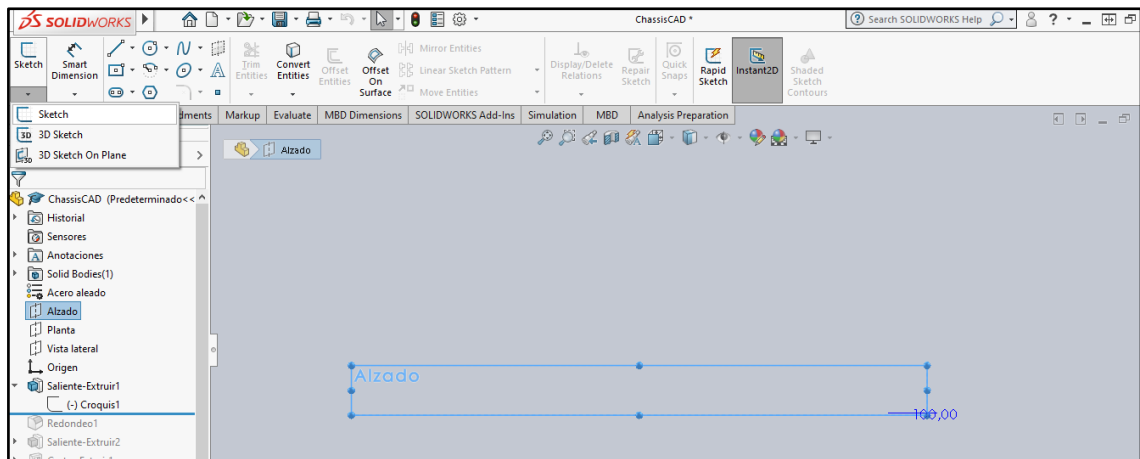 SOLIDWORKS
ChassisCAD *
Search SOLIDWORKS Help
?
Sketch
Smart Dimension
Trim Entities
Convert Entities
Offset Entities
Offset On Surface
Mirror Entities
Linear Sketch Pattern
Move Entities
Display/Delete Relations
Repair Sketch
Quick Snaps
Rapid Sketch
Instant2D
Shaded Sketch Contours
Sketch
3D Sketch
3D Sketch On Plane
Markup
Evaluate
MBD Dimensions
SOLIDWORKS Add-Ins
Simulation
MBD
Analysis Preparation
Alzado
ChassisCAD (Predeterminado<<
Historial
Sensores
Anotaciones
Solid Bodies(1)
Acero aleado
Alzado
Planta
Vista lateral
Origen
Saliente-Extruir1
(-) Croquis1
Redondeo1
Saliente-Extruir2
Alzado
100,00